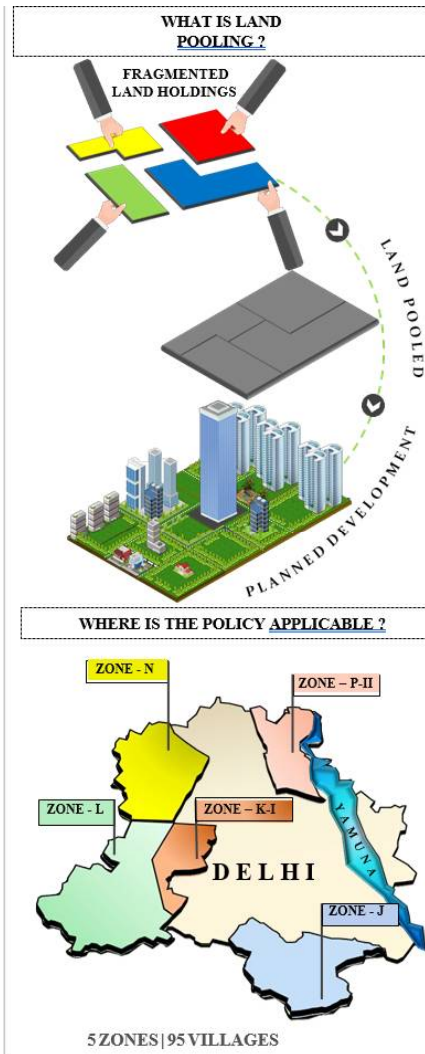 WHAT IS LAND
POOLING ?
FRAGMENTED
LAND HOLDINGS
LAND POOLED
PLANNED DEVELOPMENT
WHERE IS THE POLICY APPLICABLE ?
ZONE - N
ZONE – P-II
ZONE - L
ZONE – K-I
YAMUNA
DELHI
ZONE - J
5 ZONES | 95 VILLAGES